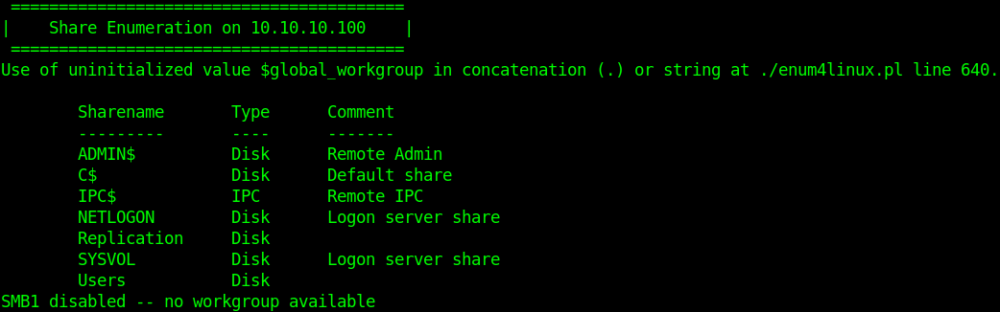 =========================================
|    Share Enumeration on 10.10.10.100    |
=========================================
Use of uninitialized value $global_workgroup in concatenation (.) or string at ./enum4linux.pl line 640.
Sharename       Type      Comment
---------       ----      -------
ADMIN$          Disk      Remote Admin
C$              Disk      Default share
IPC$            IPC       Remote IPC
NETLOGON        Disk      Logon server share
Replication     Disk
SYSVOL          Disk      Logon server share
Users           Disk
SMB1 disabled -- no workgroup available